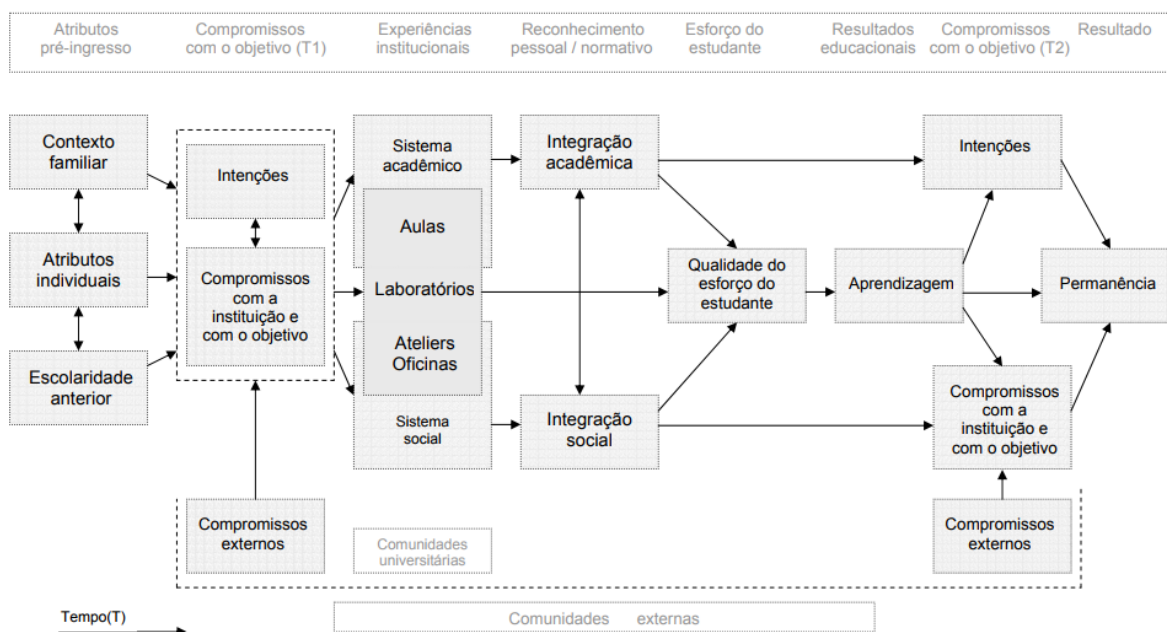 Atributos
pré-ingresso
Compromissos
com o objetivo (T1)
Experiências
institucionais
Reconhecimento
pessoal / normativo
Esforço do
estudante
Resultados
educacionais
Compromissos
com o objetivo (T2)
Resultado
Contexto
familiar
Atributos
individuais
Escolaridade
anterior
Intenções
Compromissos
com a
instituição e
com o objetivo
Compromissos
externos
Sistema
acadêmico
Aulas
Laboratórios
Ateliers
Oficinas
Sistema
social
Comunidades
universitárias
Integração
acadêmica
Integração
social
Qualidade do
esforço do
estudante
Aprendizagem
Intenções
Compromissos
com a
instituição e
com o objetivo
Compromissos
externos
Permanência
Tempo(T)
Comunidades externas